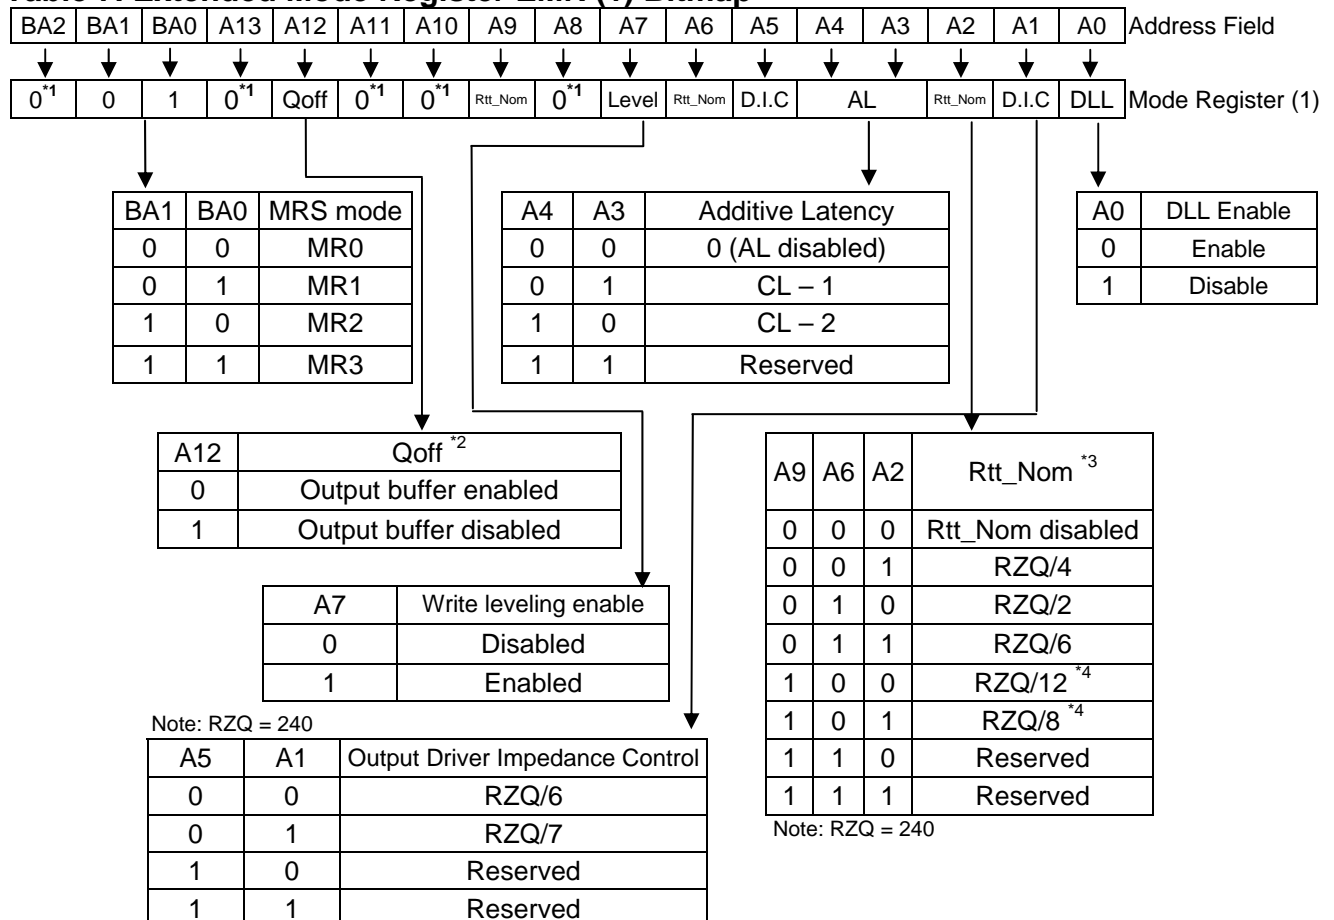 Table 7. Extended Mode Register EMR (1) Bitmap
BA2 BA1 BA0 A13 A12 A11 A10 A9 A8 A7 A6 A5 A4 A3 A2 A1 A0 Address Field
0*1 0 1 0*1 Qoff 0*1 0*1 Rtt_Nom 0*1 Level Rtt_Nom D.I.C AL Rtt_Nom D.I.C DLL Mode Register (1)
BA1 BA0 MRS mode
0 0 MR0
0 1 MR1
1 0 MR2
1 1 MR3
A4 A3 Additive Latency
0 0 0 (AL disabled)
0 1 CL – 1
1 0 CL – 2
1 1 Reserved
A0 DLL Enable
0 Enable
1 Disable
A12 Qoff *2
0 Output buffer enabled
1 Output buffer disabled
A7 Write leveling enable
0 Disabled
1 Enabled
Note: RZQ = 240
A5 A1 Output Driver Impedance Control
0 0 RZQ/6
0 1 RZQ/7
1 0 Reserved
1 1 Reserved
A9 A6 A2 Rtt_Nom *3
0 0 0 Rtt_Nom disabled
0 0 1 RZQ/4
0 1 0 RZQ/2
0 1 1 RZQ/6
1 0 0 RZQ/12 *4
1 0 1 RZQ/8 *4
1 1 0 Reserved
1 1 1 Reserved
Note: RZQ = 240